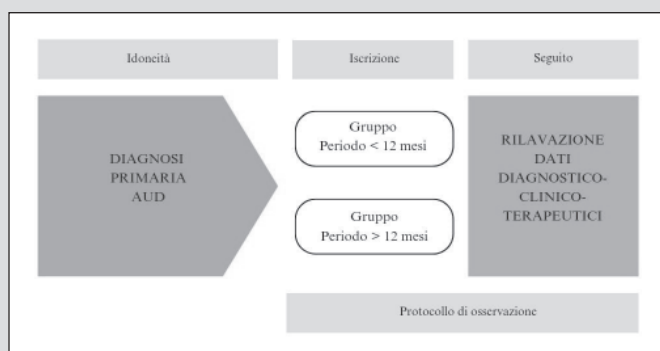 Idoneità
Iscrizione
Seguito
DIAGNOSI
PRIMARIA
AUD
Gruppo
Periodo < 12 mesi
Gruppo
Periodo > 12 mesi
RILAVAZIONE
DATI
DIAGNOSTICO-
CLINICO-
TERAPEUTICI
Protocollo di osservazione